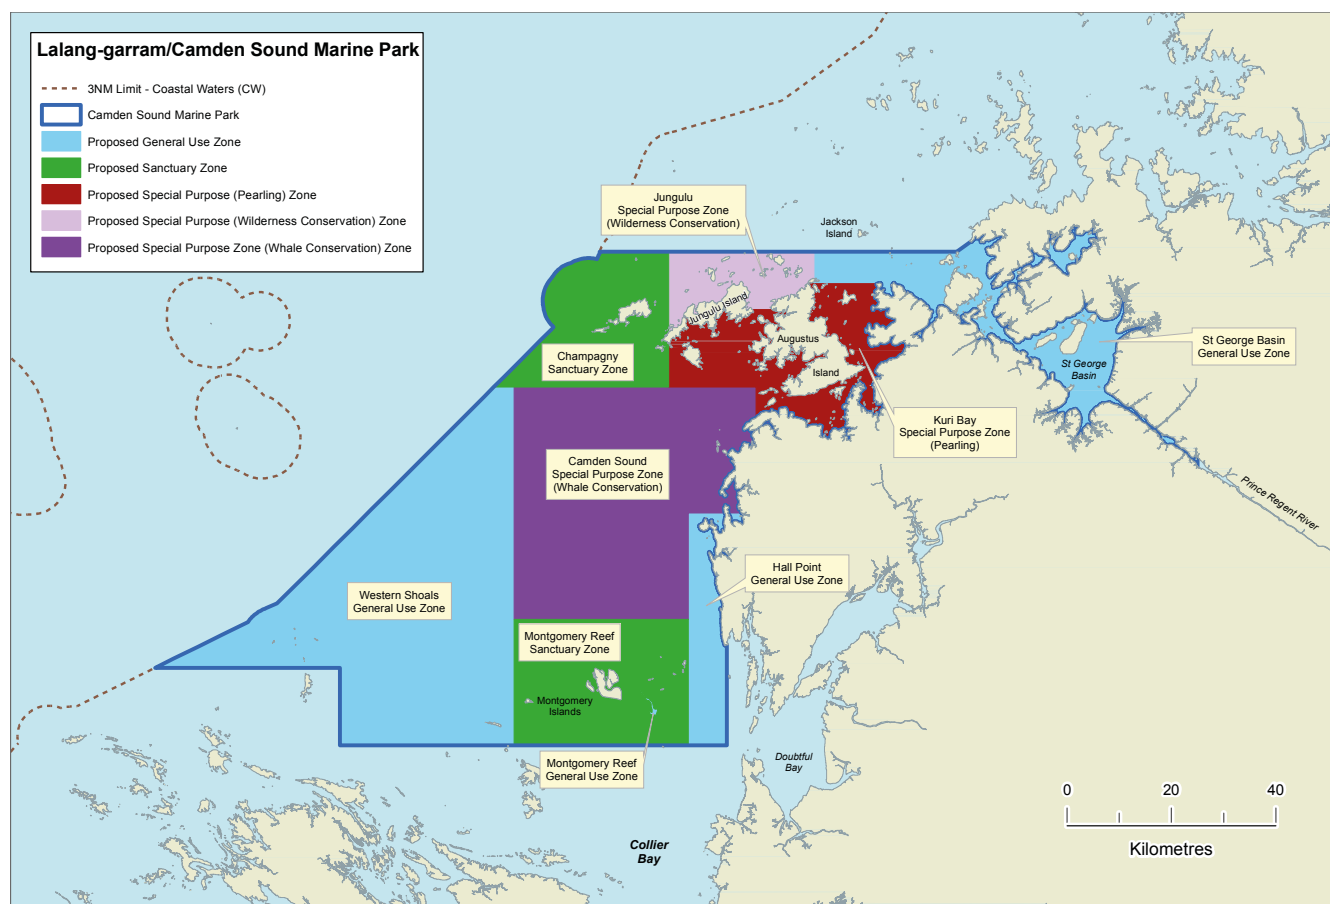 Lalang-garram/Camden Sound Marine Park
3NM Limit - Coastal Waters (CW)
Camden Sound Marine Park
Proposed General Use Zone
Proposed Sanctuary Zone
Proposed Special Purpose (Pearling) Zone
Proposed Special Purpose (Wilderness Conservation) Zone
Proposed Special Purpose Zone (Whale Conservation) Zone
Jungulu
Special Purpose Zone
(Wilderness Conservation)
Jackson
Island
Jungulu Island
Augustus
Island
Champagny
Sanctuary Zone
St George Basin
General Use Zone
St George
Basin
Kuri Bay
Special Purpose Zone
(Pearling)
Camden Sound
Special Purpose Zone
(Whale Conservation)
Prince Regent River
Hall Point
General Use Zone
Western Shoals
General Use Zone
Montgomery Reef
Sanctuary Zone
Montgomery
Islands
Montgomery Reef
General Use Zone
Doubtful
Bay
Collier
Bay
0 20 40
Kilometres